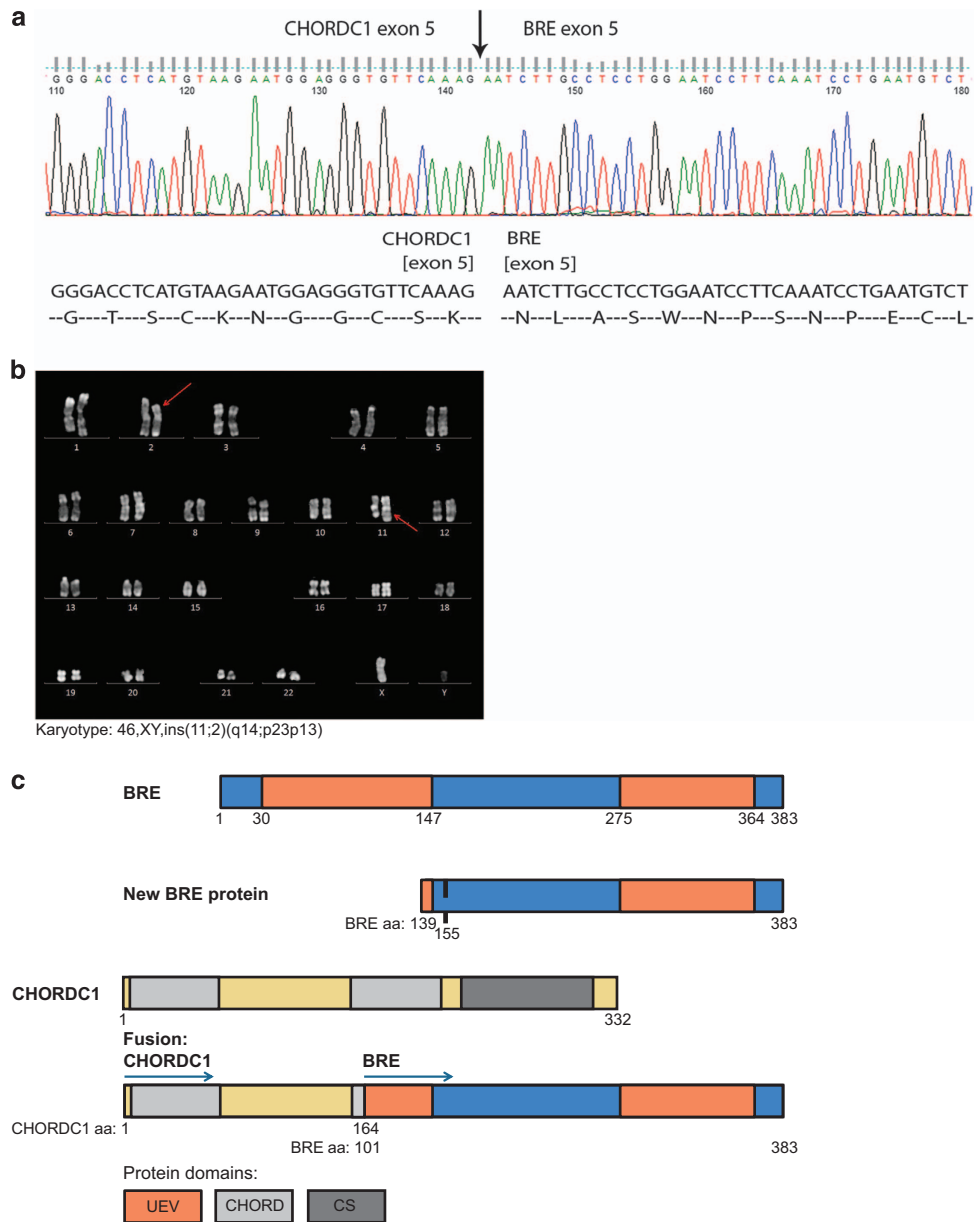 a
CHORDC1 exon 5 BRE exon 5
GGGACCTCATGTAAGAATGGAGGGTGTTCAAAGAATCTTGCCTCCTGGAATCCTTCAAATCCTGAATGTCT
110 120 130 140 150 160 170 180
CHORDC1 BRE
[exon 5] [exon 5]
GGGACCTCATGTAAGAATGGAGGGTGTTCAAAG AATCTTGCCTCCTGGAATCCTTCAAATCCTGAATGTCT
---G----T---S---C---K---N---G---G---C---S---K--- ---N---L----A---S---W---N---P---S---N---P---E---C---L-
b
1 2 3 4 5
6 7 8 9 10 11 12
13 14 15 16 17 18
19 20 21 22 X Y
Karyotype: 46,XY,ins(11;2)(q14;p23p13)
c
BRE
1 30 147 275 364 383
New BRE protein
BRE aa: 139 155 383
CHORDC1
1 332
Fusion:
CHORDC1 BRE
CHORDC1 aa: 1 164
BRE aa: 101 383
Protein domains:
UEV CHORD CS